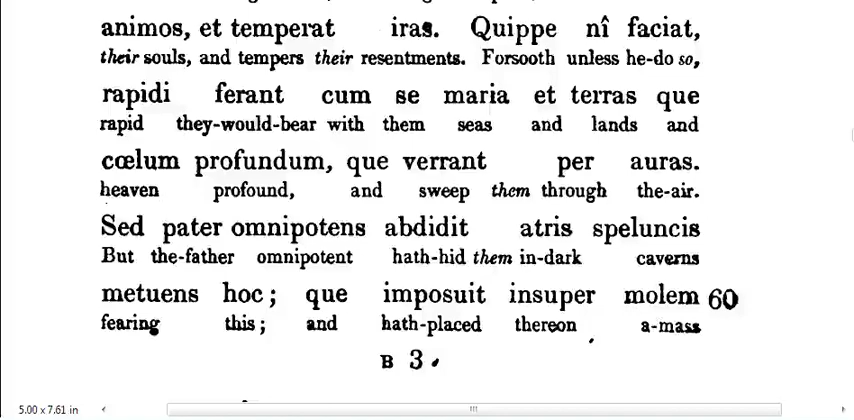 animos, et temperat iras. Quippe nî faciat,
their souls, and tempers their resentments. Forsooth unless he-do so,
rapidi ferant cum se maria et terras que
rapid they-would-bear with them seas and lands and
cœlum profundum, que verrant per auras.
heaven profound, and sweep them through the-air.
Sed pater omnipotens abdidit atris speluncis
But the-father omnipotent hath-hid them in-dark caverns
metuens hoc; que imposuit insuper molem 60
fearing this; and hath-placed thereon a-mass
B 3
5.00 x 7.61 in